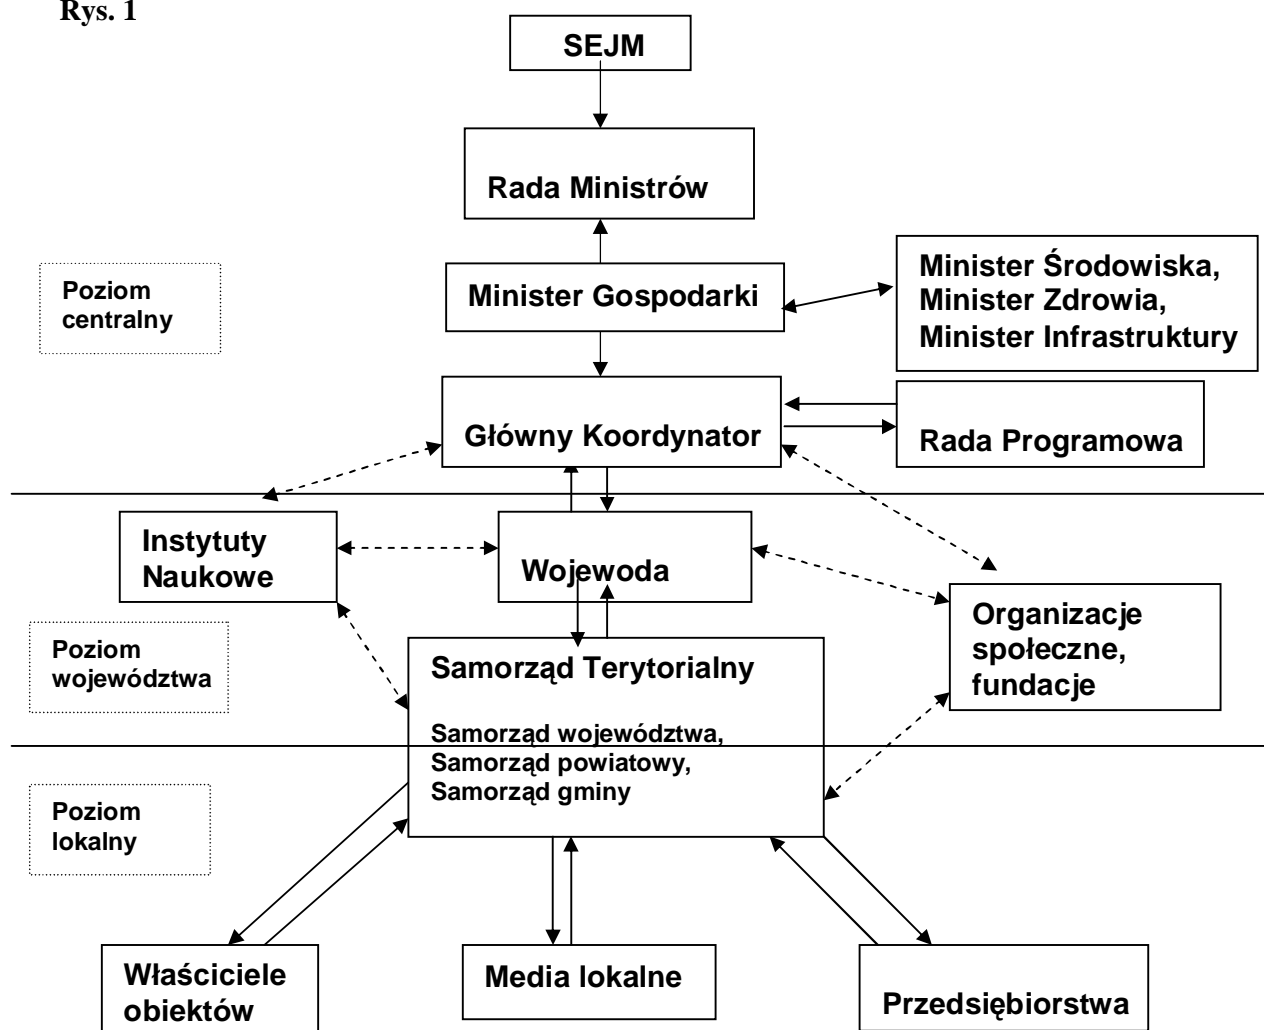 Rys. 1
SEJM
Rada Ministrów
Poziom
centralny
Minister Gospodarki
Minister Środowiska,
Minister Zdrowia,
Minister Infrastruktury
Główny Koordynator
Rada Programowa
Instytuty
Naukowe
Wojewoda
Organizacje
społeczne,
fundacje
Poziom
województwa
Samorząd Terytorialny
Samorząd województwa,
Samorząd powiatowy,
Samorząd gminy
Poziom
lokalny
Właściciele
obiektów
Media lokalne
Przedsiębiorstwa